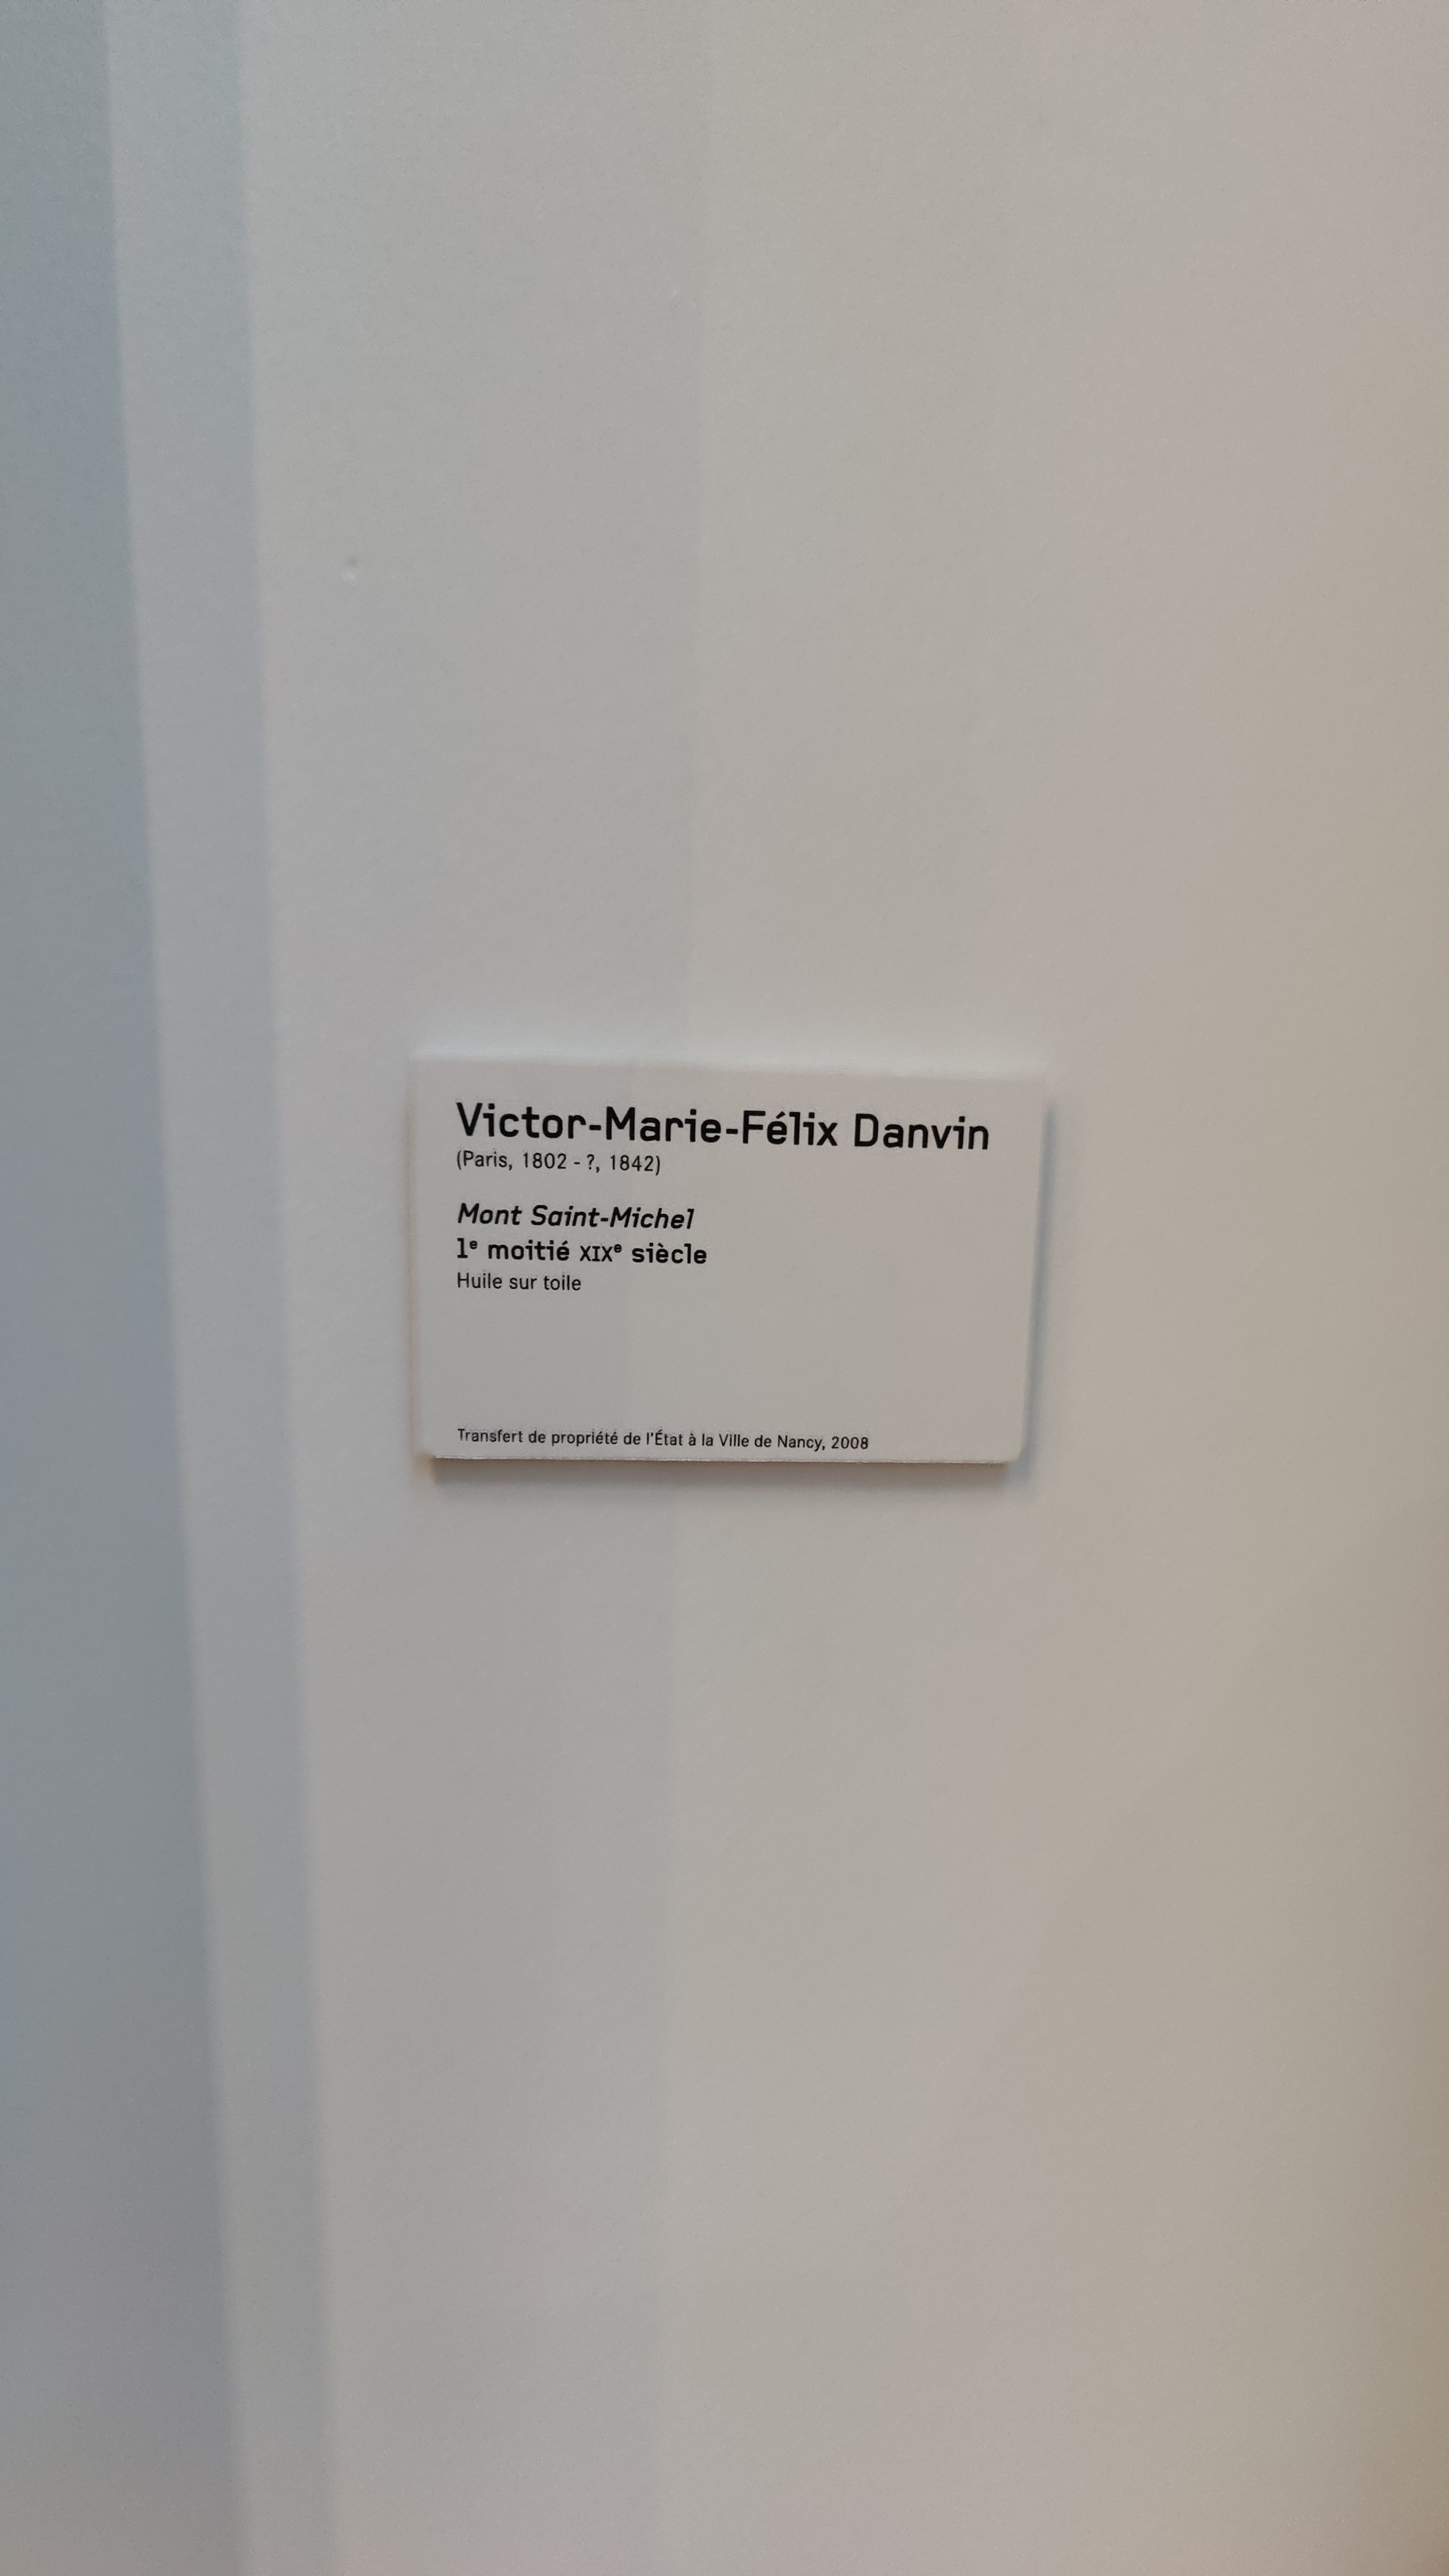 Victor-Marie-Félix Danvin
(Paris, 1802 - ?, 1842)
Mont Saint-Michel
1e moitié XIXe siècle
Huile sur toile
Transfert de propriété de l'État à la Ville de Nancy, 2008